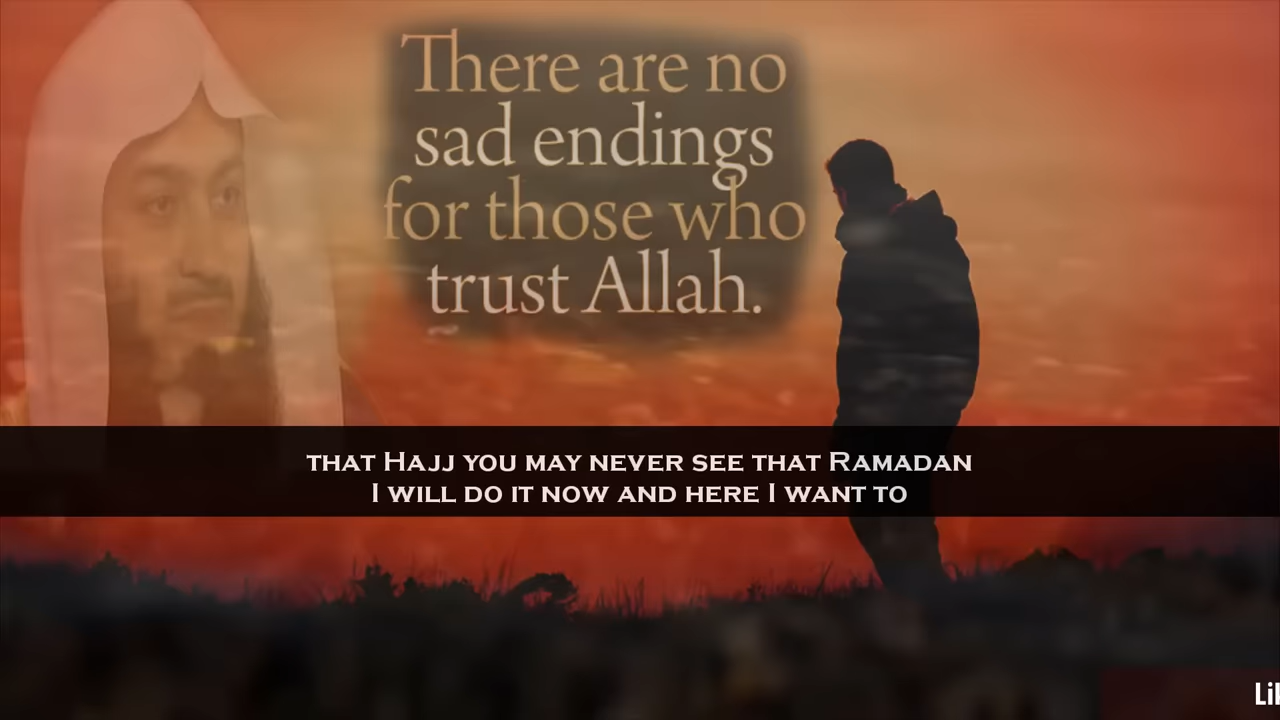 There are no
sad endings
for those who
trust Allah.
THAT HAJJ YOU MAY NEVER SEE THAT RAMADAN
I WILL DO IT NOW AND HERE I WANT TO